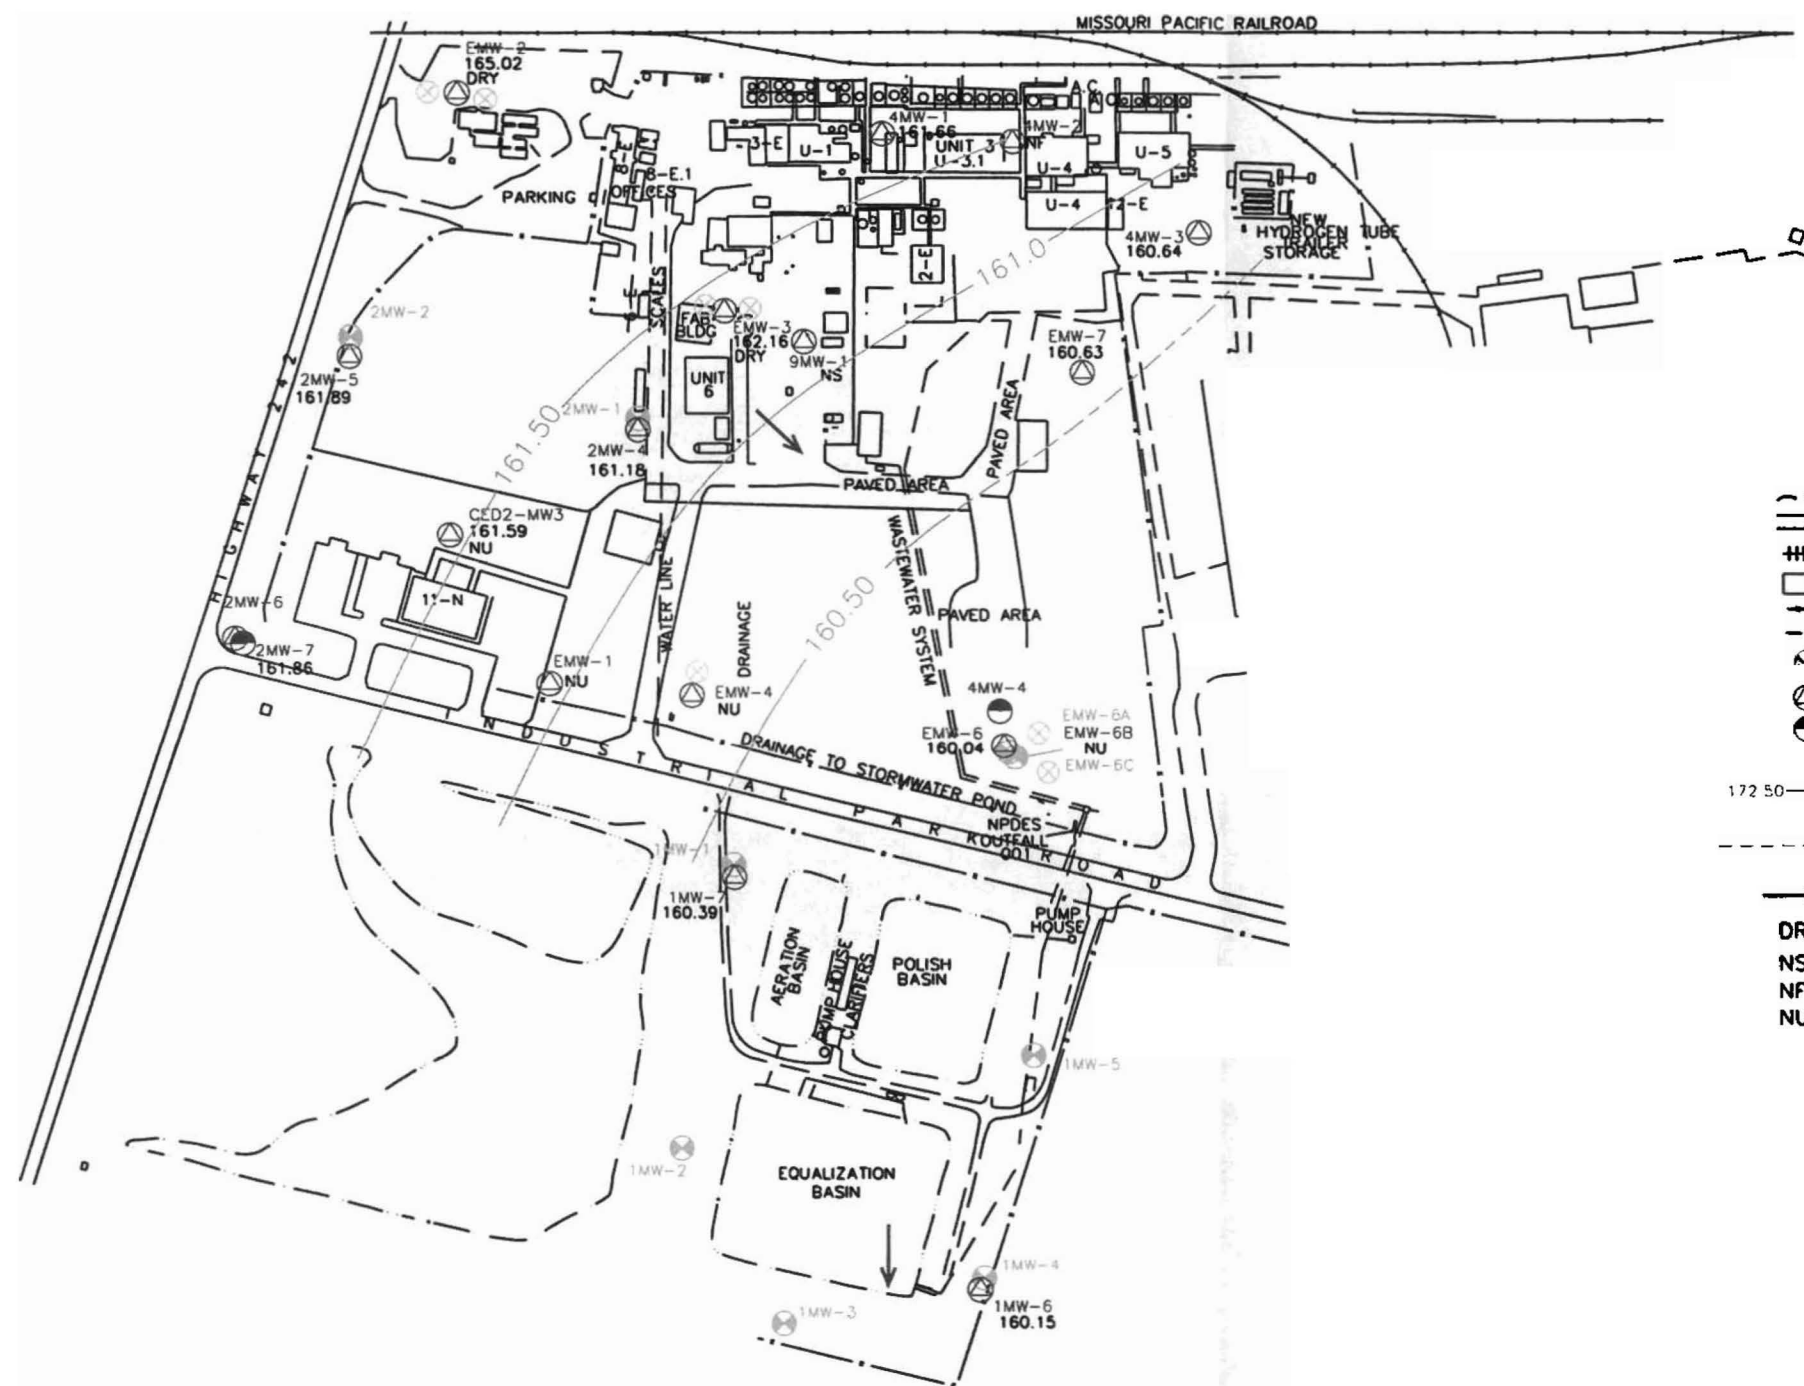 MISSOURI PACIFIC RAILROAD
EMW-2
165.02
DRY
A.C.
4MW-1
161.66
4MW-2
NF
3-E
U-1
UNIT 3
U-3.1
U-4
U-5
8-E
8-E.1
PARKING
OFFICES
U-4
12-E
4MW-3
160.64
NEW
HYDROGEN TUBE
TRAILER
STORAGE
2-E
161.0
SCALES
2MW-2
2MW-5
161.89
FAB
BLDG
EMW-3
162.16
DRY
9MW-1
NS
EMW-7
160.63
UNIT
6
2MW-1
2MW-4
161.18
161.50
HIGHWAY 242
PAVED AREA
PAVED AREA
CED2-MW3
161.59
NU
11-N
WATER LINE
DRAINAGE
WASTEWATER SYSTEM
160.50
PAVED AREA
2MW-6
2MW-7
161.86
EMW-1
NU
EMW-4
NU
4MW-4
EMW-6
160.04
EMW-6A
EMW-6B
NU
EMW-6C
DRAINAGE TO STORMWATER POND
INDUSTRIAL PARK ROAD
NPDES
OUTFALL
001
172.50
1MW-1
1MW-7
160.39
PUMP
HOUSE
AERATION
BASIN
PUMP HOUSE
CLARIFIERS
POLISH
BASIN
DR
NS
NF
NU
1MW-5
1MW-2
EQUALIZATION
BASIN
1MW-4
1MW-6
160.15
1MW-3